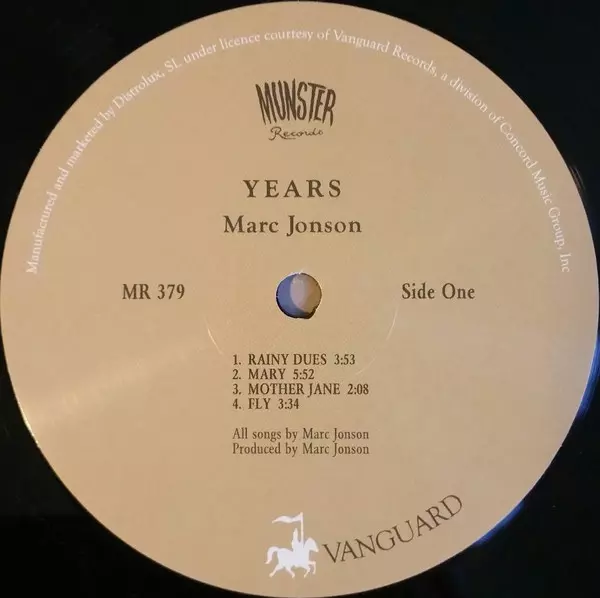 Manufactured and marketed by Distrolux, SL under licence courtesy of Vanguard Records, a division of Concord Music Group, Inc
MUNSTER
Records
YEARS
Marc Jonson
MR 379
Side One
1. RAINY DUES 3:53
2. MARY 5:52
3. MOTHER JANE 2:08
4. FLY 3:34
All songs by Marc Jonson
Produced by Marc Jonson
VANGUARD